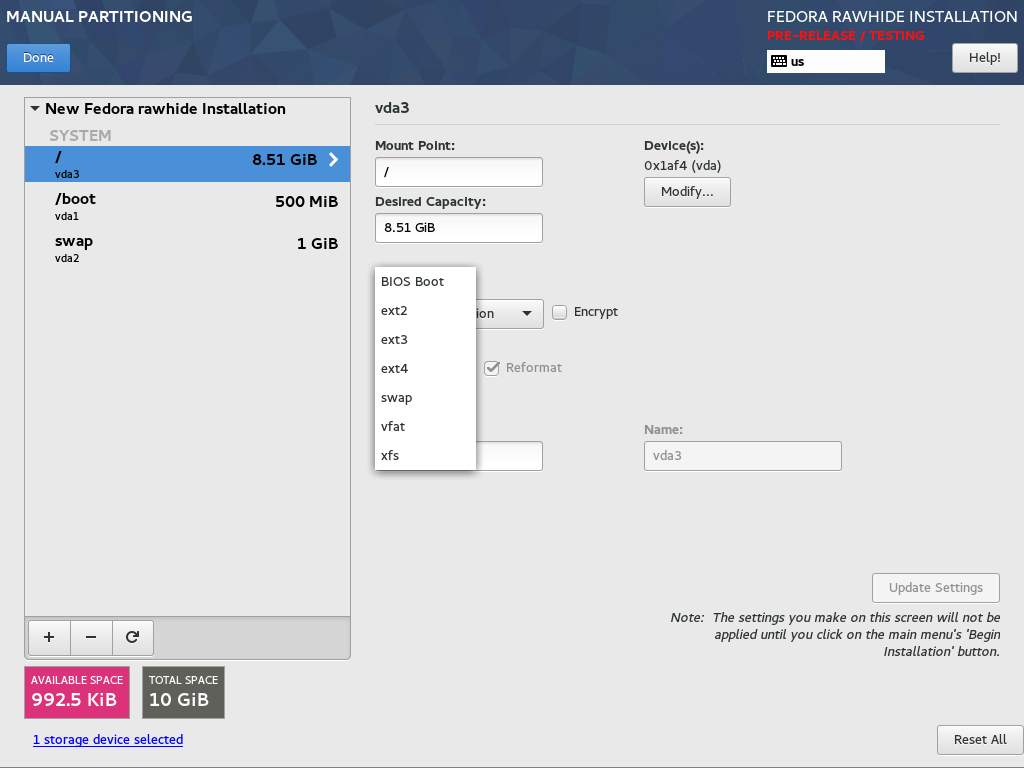 MANUAL PARTITIONING
FEDORA RAWHIDE INSTALLATION
PRE-RELEASE / TESTING
Done
us
Help!
New Fedora rawhide Installation
SYSTEM
/
8.51 GiB
vda3
/boot
500 MiB
vda1
swap
1 GiB
vda2
+
−
AVAILABLE SPACE
992.5 KiB
TOTAL SPACE
10 GiB
1 storage device selected
vda3
Mount Point:
/
Desired Capacity:
8.51 GiB
Device(s):
0x1af4 (vda)
Modify...
BIOS Boot
ext2
ext3
ext4
swap
vfat
xfs
Encrypt
Reformat
Name:
vda3
Update Settings
Note: The settings you make on this screen will not be
applied until you click on the main menu's 'Begin
Installation' button.
Reset All